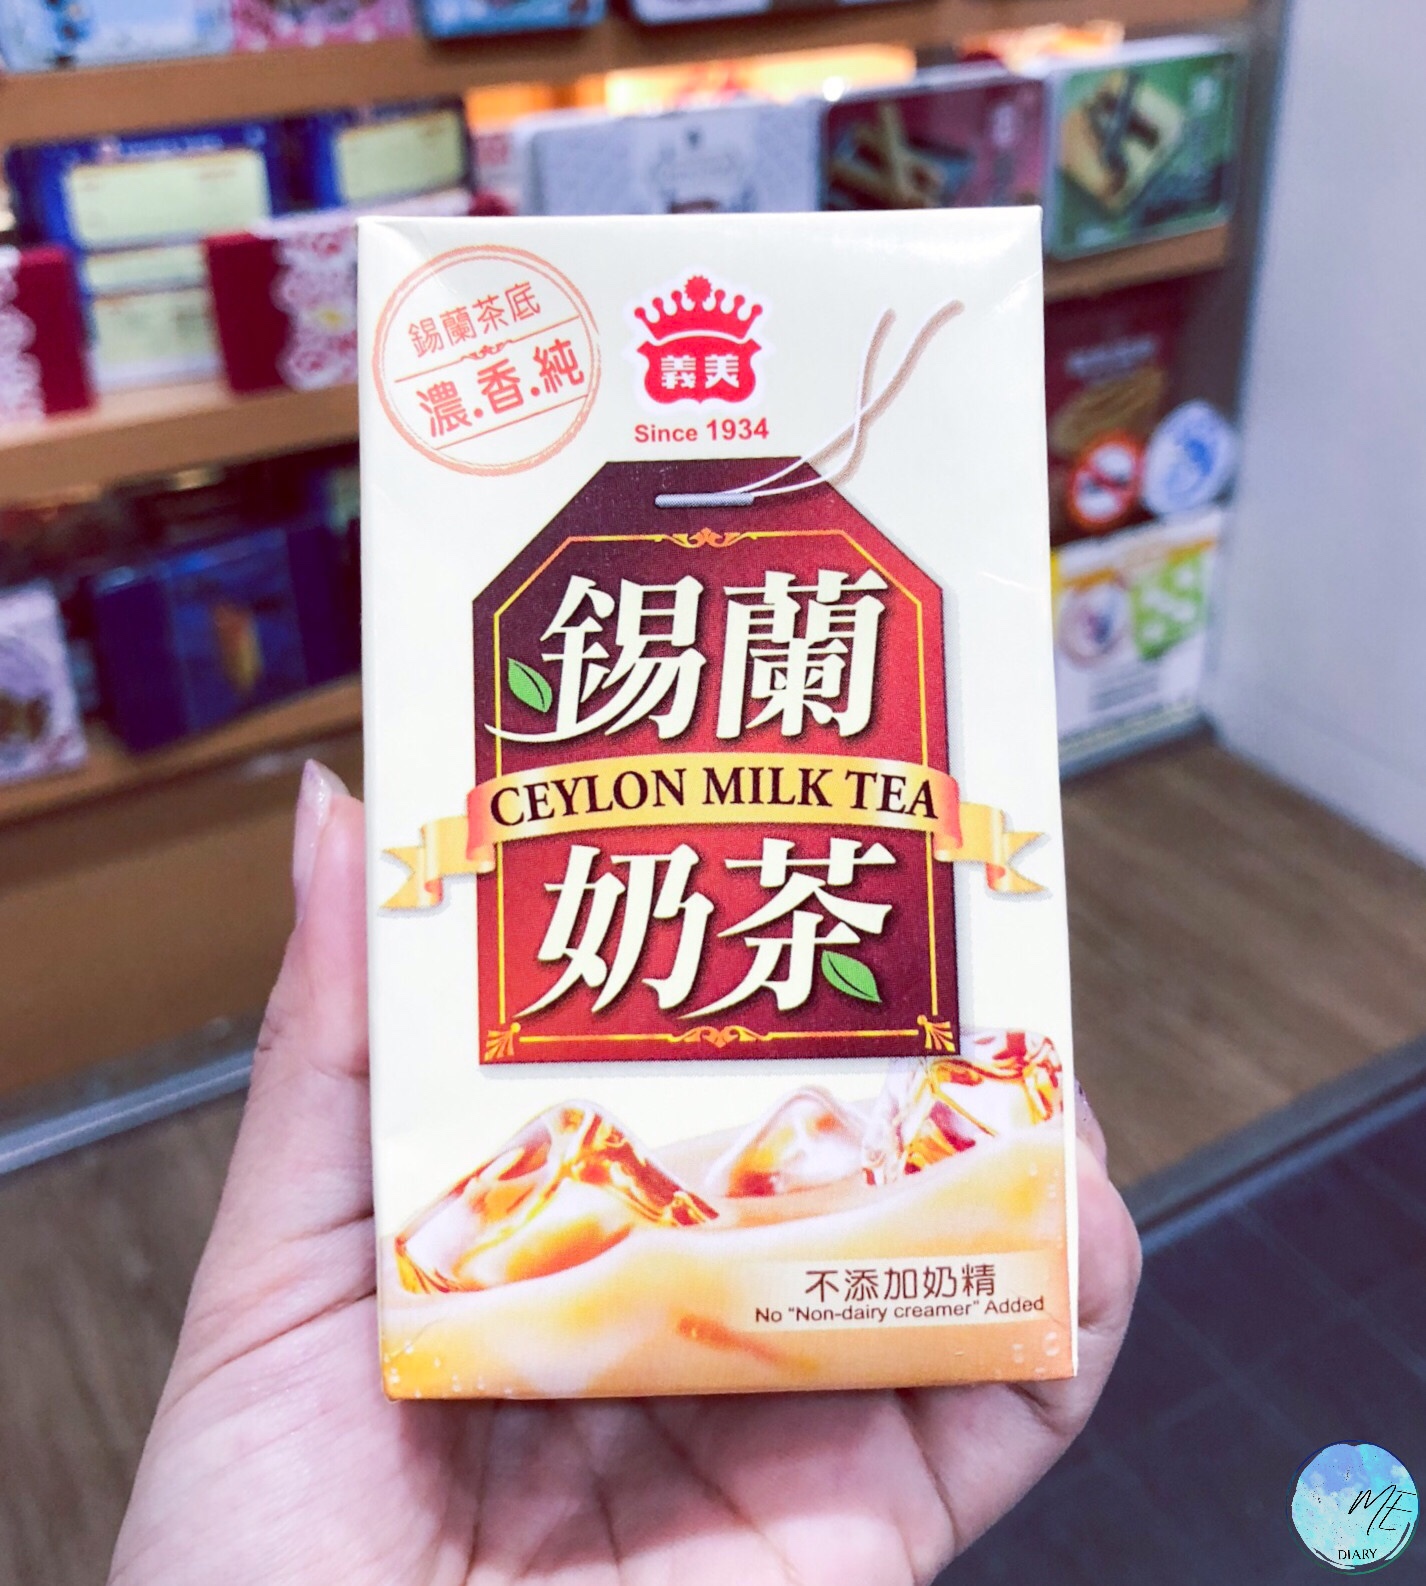 錫蘭茶底
濃.香.純
義美
Since 1934
錫蘭
CEYLON MILK TEA
奶茶
不添加奶精
No "Non-dairy creamer" Added
ME
DIARY